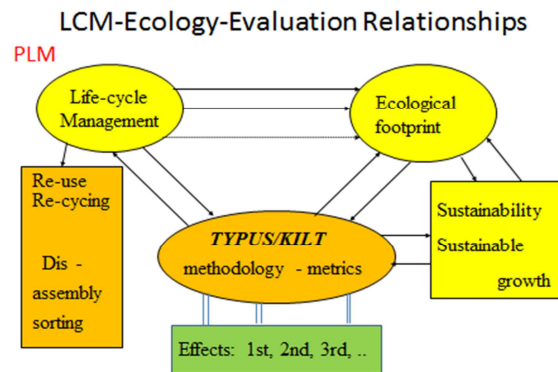 LCM-Ecology-Evaluation Relationships
PLM
Life-cycle
Management
Ecological
footprint
Re-use
Re-cycing
Dis -
assembly
sorting
TYPUS/KILT
methodology - metrics
Sustainability
Sustainable
growth
Effects: 1st, 2nd, 3rd, ..